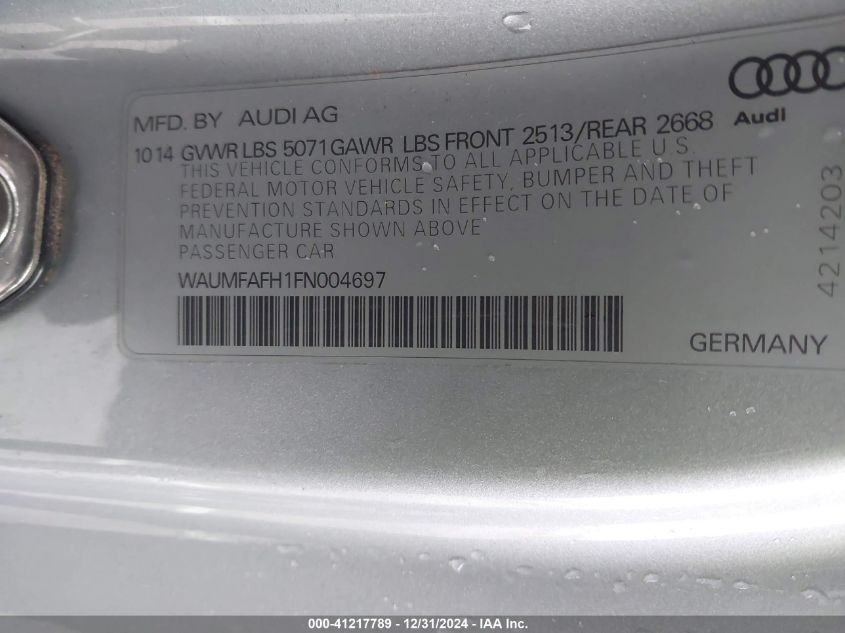 MFD. BY AUDI AG
Audi
1014 GVWR LBS 5071 GAWR LBS FRONT 2513/REAR 2668
THIS VEHICLE CONFORMS TO ALL APPLICABLE U.S.
FEDERAL MOTOR VEHICLE SAFETY, BUMPER AND THEFT
PREVENTION STANDARDS IN EFFECT ON THE DATE OF
MANUFACTURE SHOWN ABOVE
PASSENGER CAR
WAUMFAFH1FN004697
4214203
GERMANY
000-41217789 - 12/31/2024 - IAA Inc.